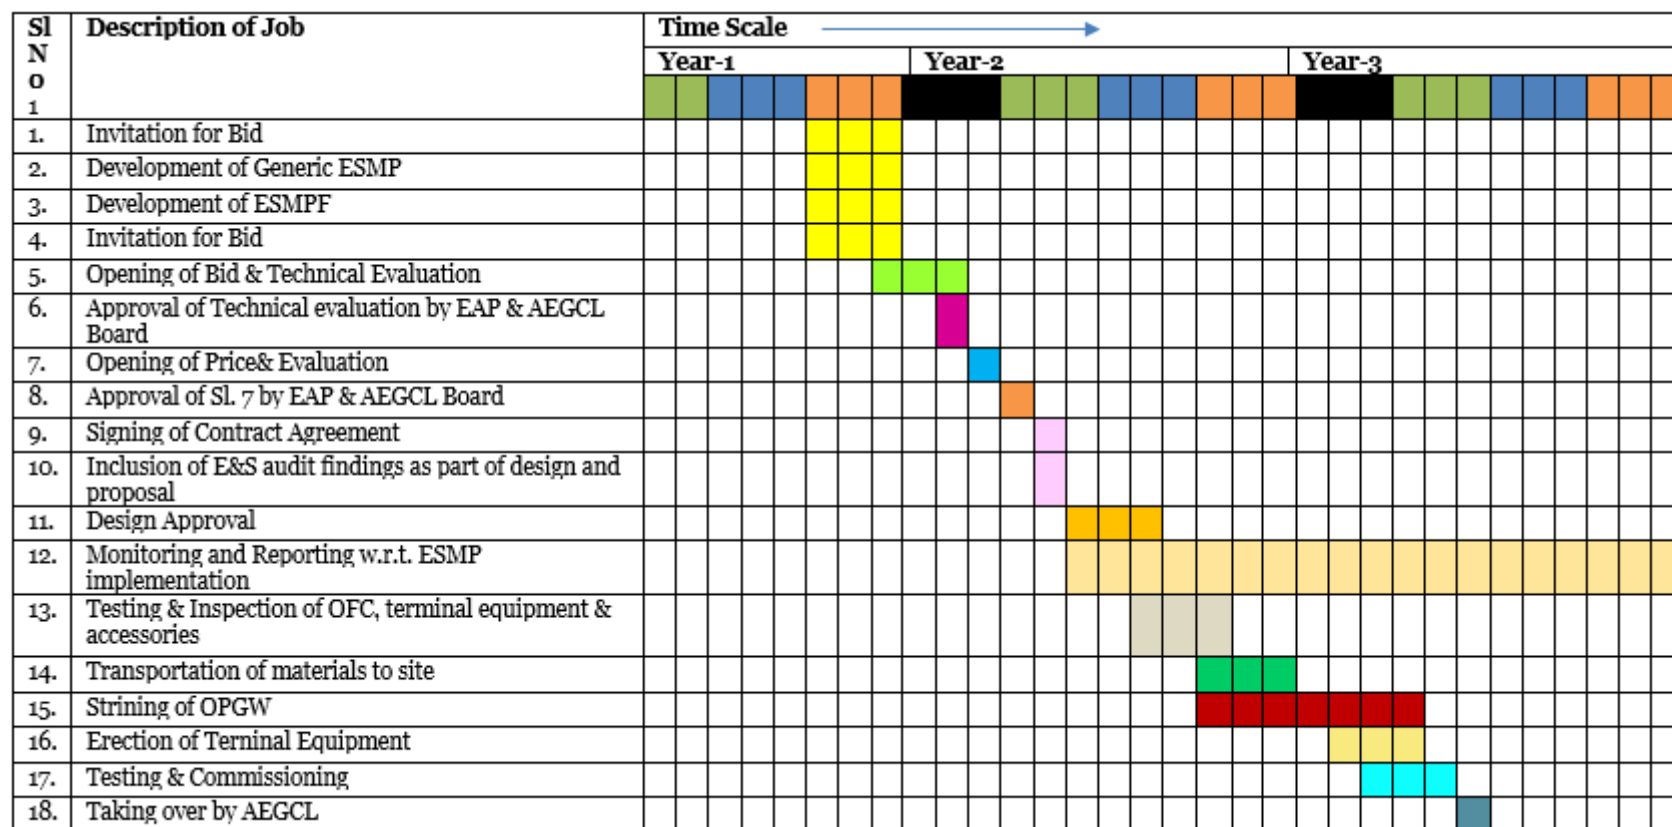 Sl
N
o
1
Description of Job
Time Scale
Year-1
Year-2
Year-3
1. Invitation for Bid
2. Development of Generic ESMP
3. Development of ESMPF
4. Invitation for Bid
5. Opening of Bid & Technical Evaluation
6. Approval of Technical evaluation by EAP & AEGCL
Board
7. Opening of Price& Evaluation
8. Approval of Sl. 7 by EAP & AEGCL Board
9. Signing of Contract Agreement
10. Inclusion of E&S audit findings as part of design and
proposal
11. Design Approval
12. Monitoring and Reporting w.r.t. ESMP
implementation
13. Testing & Inspection of OFC, terminal equipment &
accessories
14. Transportation of materials to site
15. Strining of OPGW
16. Erection of Terninal Equipment
17. Testing & Commissioning
18. Taking over by AEGCL